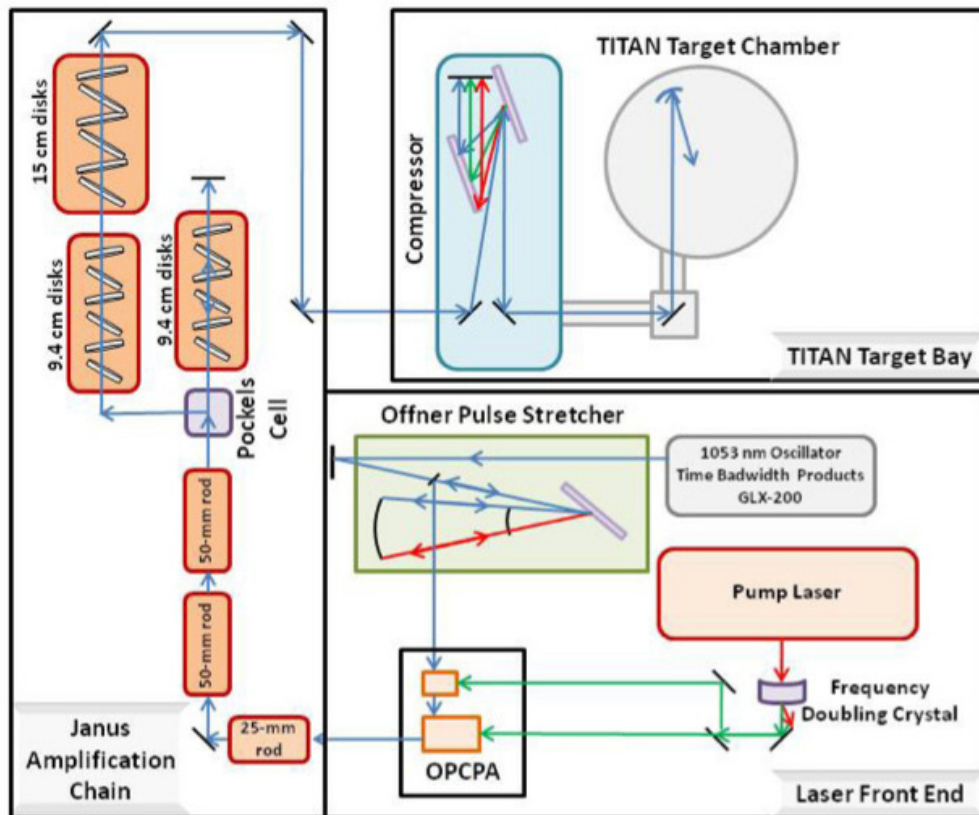 TITAN Target Chamber
Compressor
TITAN Target Bay
15 cm disks
9.4 cm disks
9.4 cm disks
Pockels
Cell
50-mm rod
50-mm rod
25-mm
rod
Janus
Amplification
Chain
Offner Pulse Stretcher
1053 nm Oscillator
Time Badwidth Products
GLX-200
Pump Laser
Frequency
Doubling Crystal
OPCPA
Laser Front End